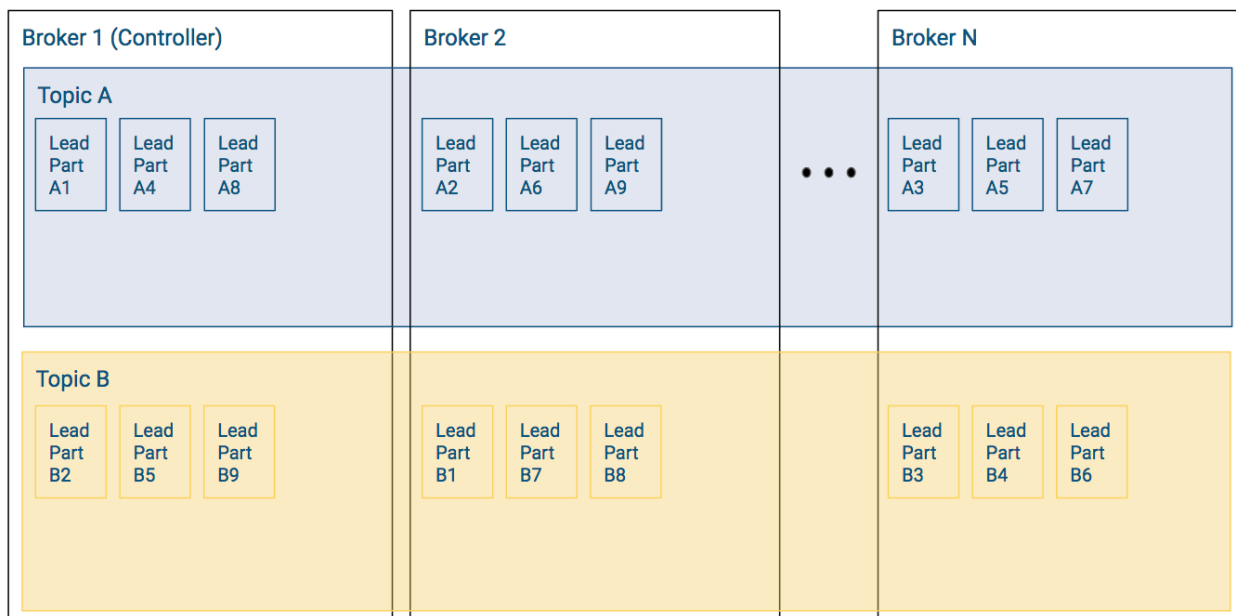 Broker 1 (Controller)
Broker 2
Broker N
Topic A
Lead
Part
A1
Lead
Part
A4
Lead
Part
A8
Lead
Part
A2
Lead
Part
A6
Lead
Part
A9
Lead
Part
A3
Lead
Part
A5
Lead
Part
A7
Topic B
Lead
Part
B2
Lead
Part
B5
Lead
Part
B9
Lead
Part
B1
Lead
Part
B7
Lead
Part
B8
Lead
Part
B3
Lead
Part
B4
Lead
Part
B6